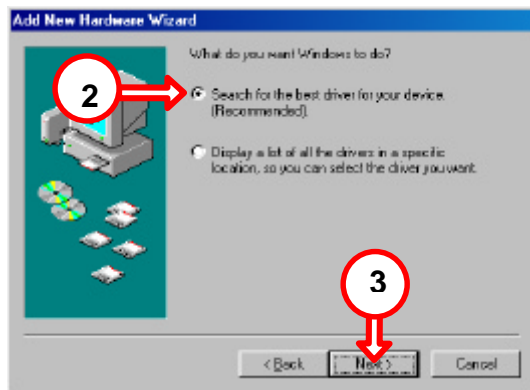 Add New Hardware Wizard
What do you want Windows to do?
2
Search for the best driver for your device.
(Recommended).
Display a list of all the drivers in a specific
location, so you can select the driver you want.
3
< Back
Next >
Cancel